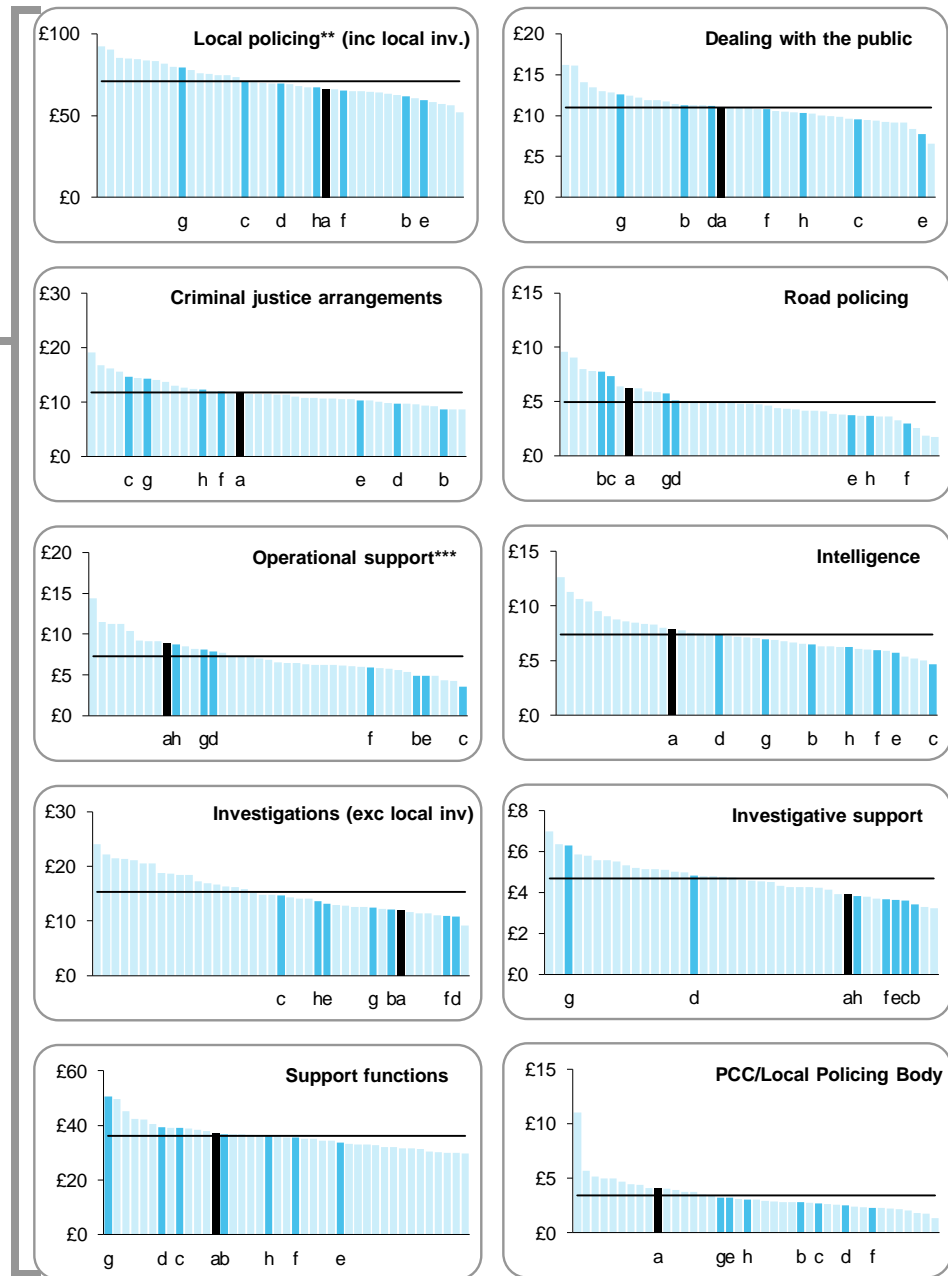 Local policing** (inc local inv.)
£100
£50
£0
g c d ha f b e
Dealing with the public
£20
£15
£10
£5
£0
g b da f h c e
Criminal justice arrangements
£30
£20
£10
£0
c g h f a e d b
Road policing
£15
£10
£5
£0
bc a gd e h f
Operational support***
£20
£15
£10
£5
£0
ah gd f be c
Intelligence
£15
£10
£5
£0
a d g b h f e c
Investigations (exc local inv)
£30
£20
£10
£0
c he g ba fd
Investigative support
£8
£6
£4
£2
£0
g d ah fecb
Support functions
£60
£40
£20
£0
g d c ab h f e
PCC/Local Policing Body
£15
£10
£5
£0
a ge h b c d f